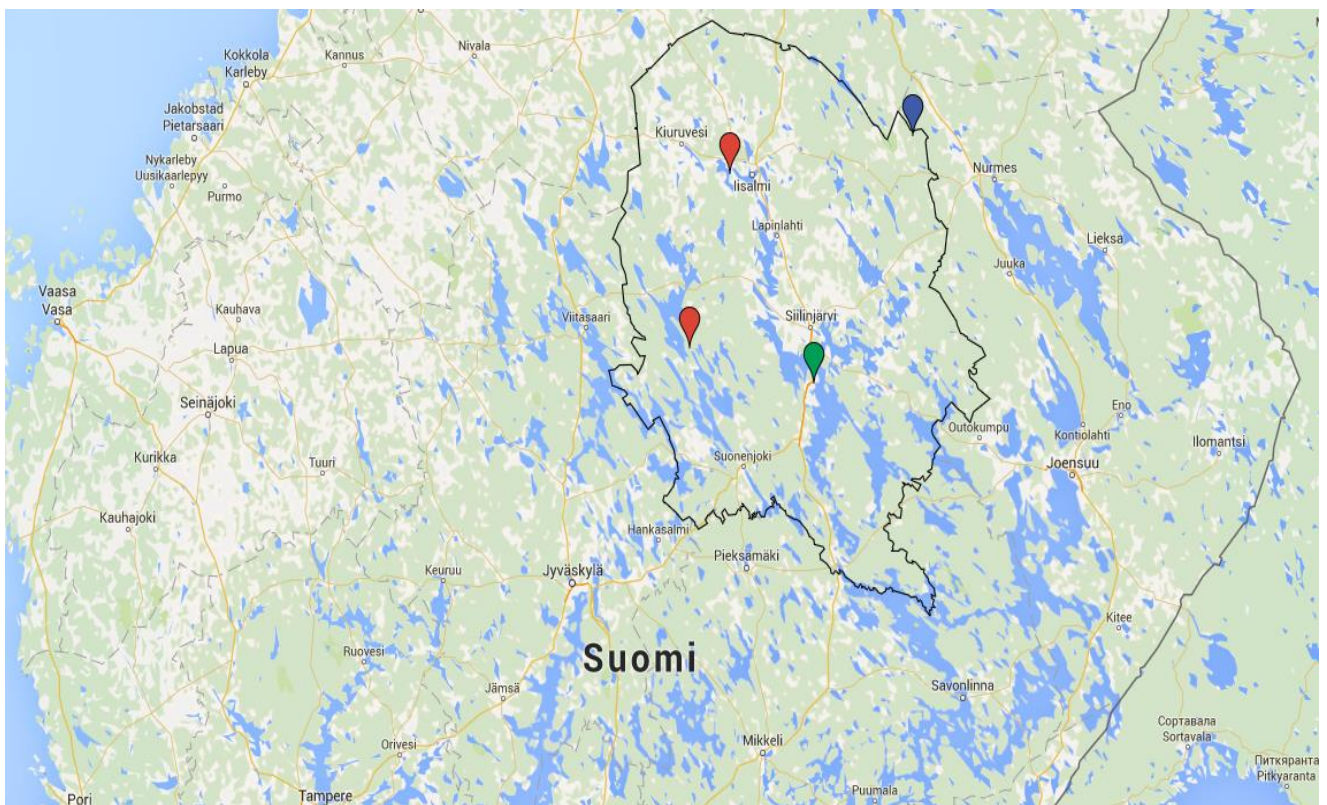 Kokkola
Karleby
Kannus
Nivala
Jakobstad
Pietarsaari
Nykarleby
Uusikaarlepyy
Purmo
Kiuruvesi
Iisalmi
Nurmes
Lapinlahti
Lieksa
Juuka
Vaasa
Vasa
Kauhava
Viitasaari
Siilinjärvi
Lapua
Seinäjoki
Eno
Outokumpu
Kontiolahti
Ilomantsi
Kurikka
Tuuri
Suonenjoki
Joensuu
Kauhajoki
Hankasalmi
Pieksämäki
Keuruu
Jyväskylä
Kitee
Ruovesi
Suomi
Jämsä
Savonlinna
Сортавала
Sortavala
Orivesi
Mikkeli
Питкяранта
Pitkyaranta
Pori
Tampere
Puumala